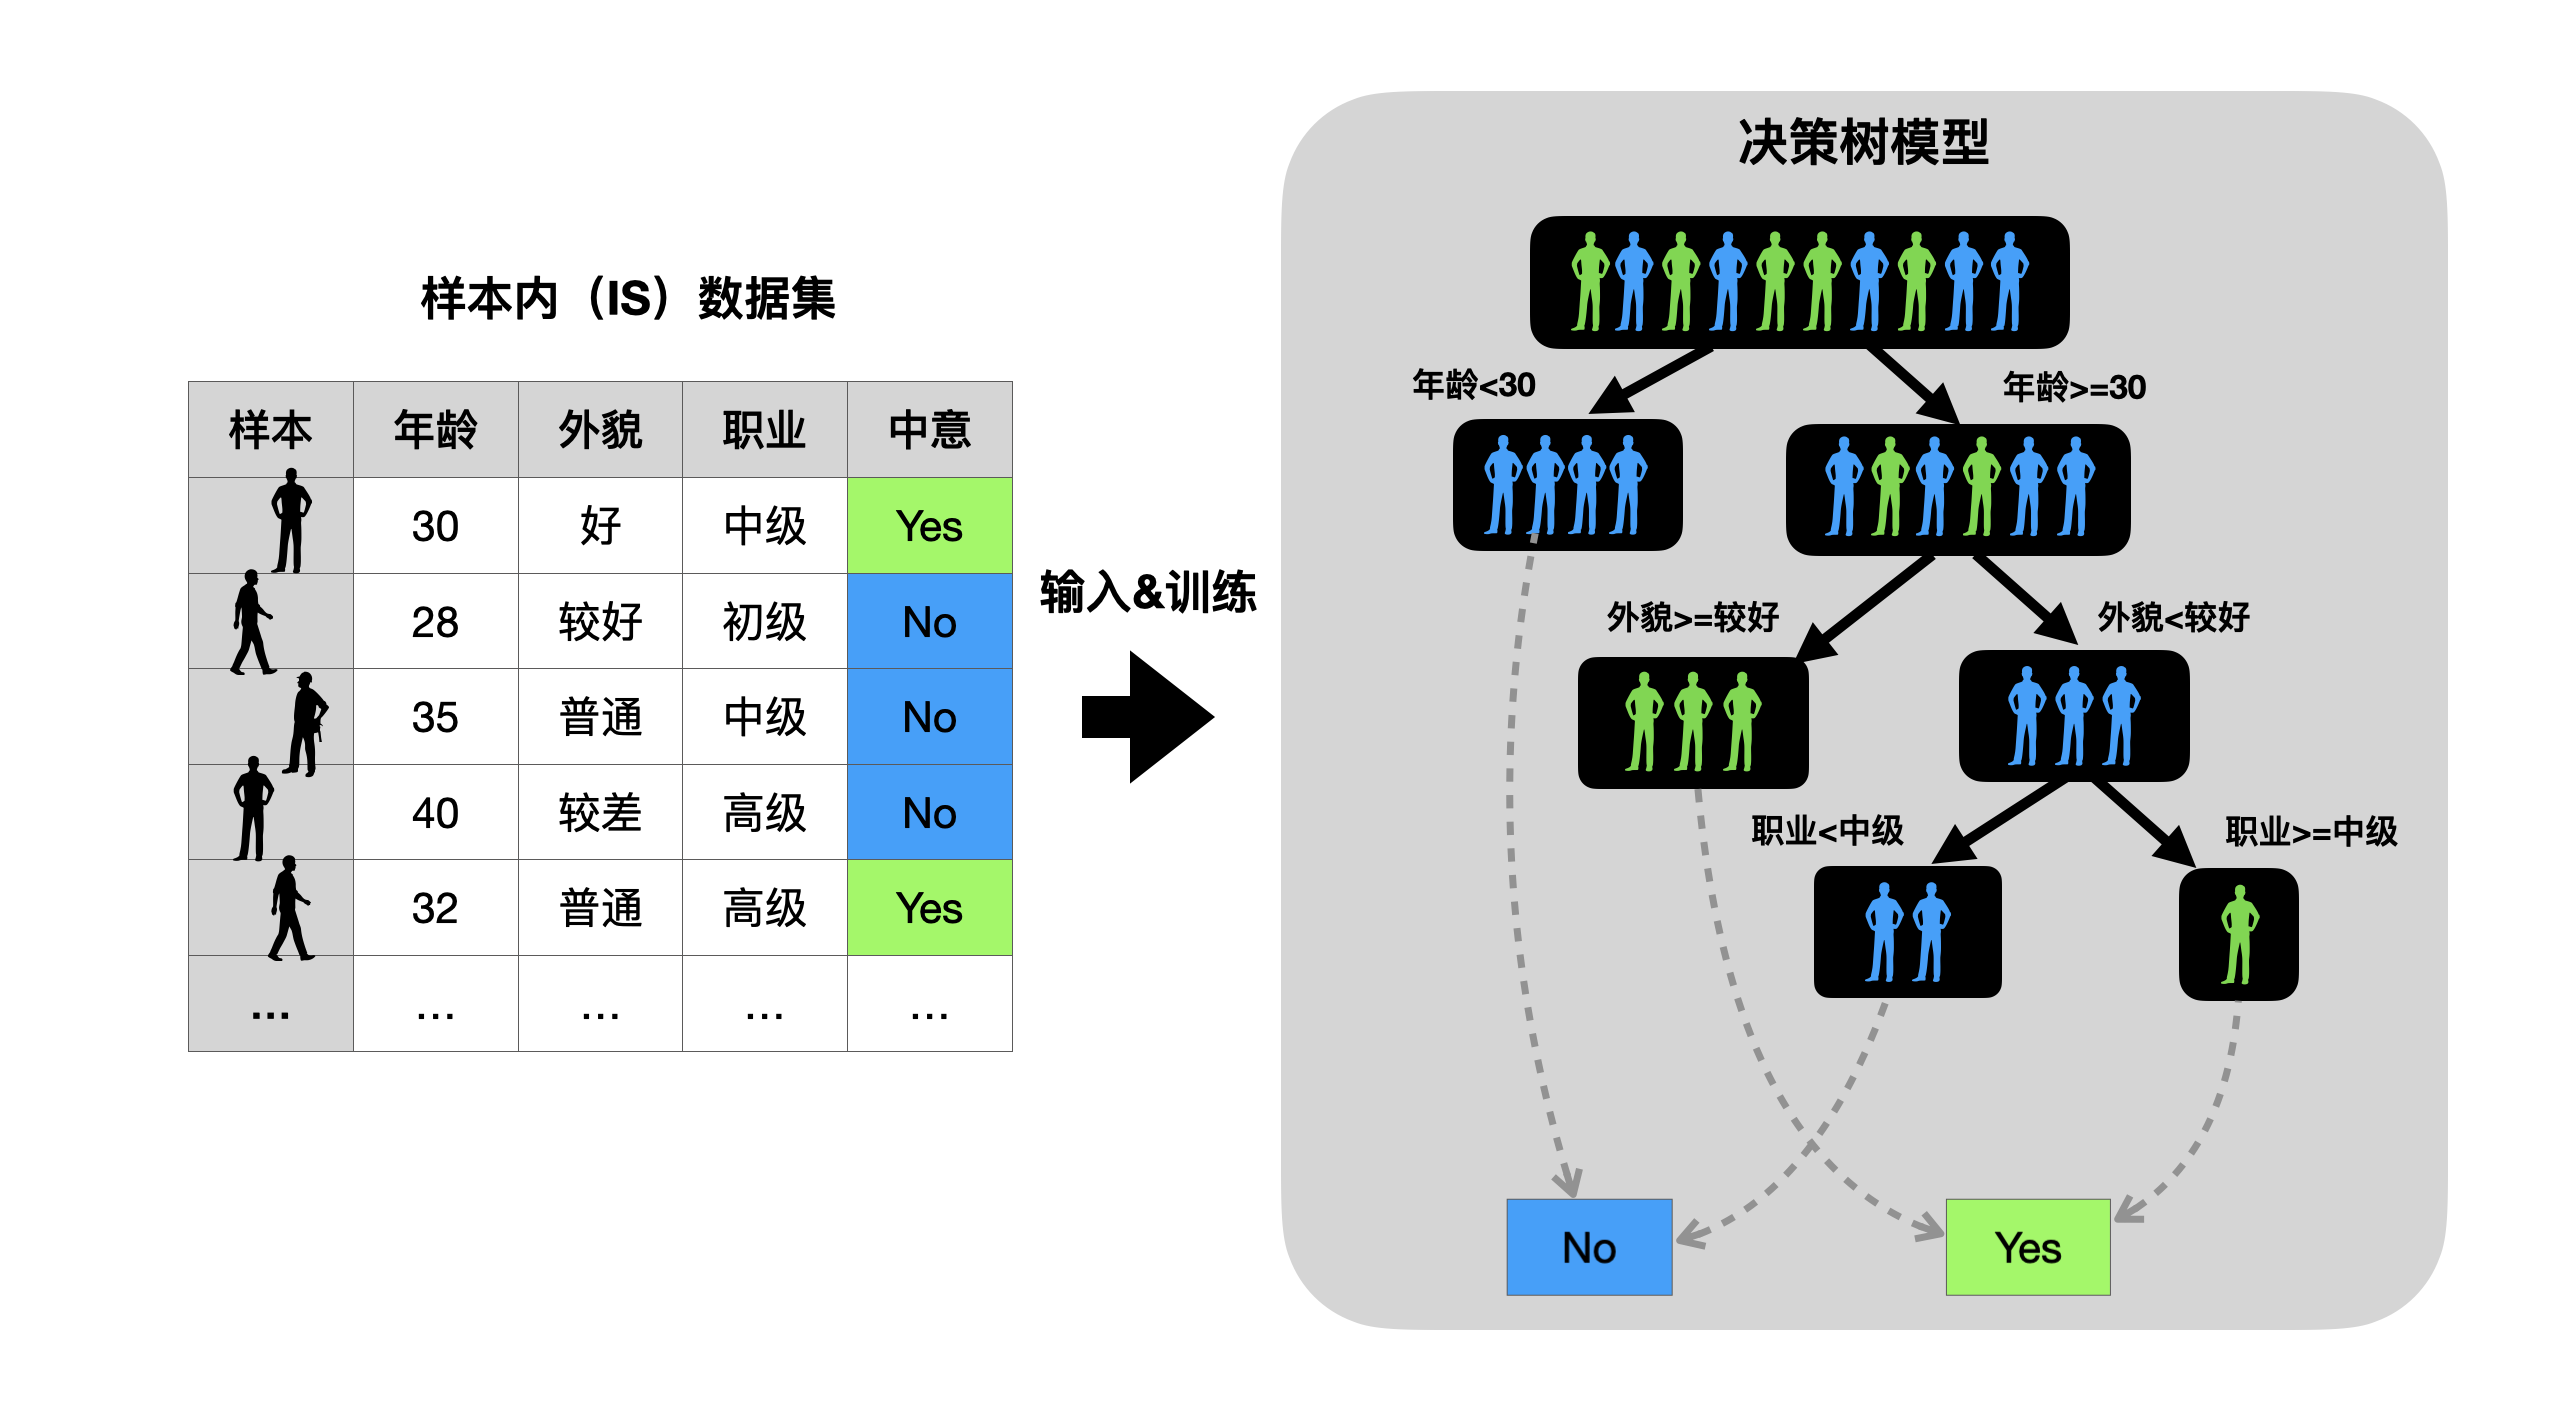 样本内（IS）数据集
样本 年龄 外貌 职业 中意
30 好 中级 Yes
28 较好 初级 No
35 普通 中级 No
40 较差 高级 No
32 普通 高级 Yes
... ... ... ... ...
输入&训练
决策树模型
年龄<30
年龄>=30
外貌>=较好
外貌<较好
职业<中级
职业>=中级
No
Yes